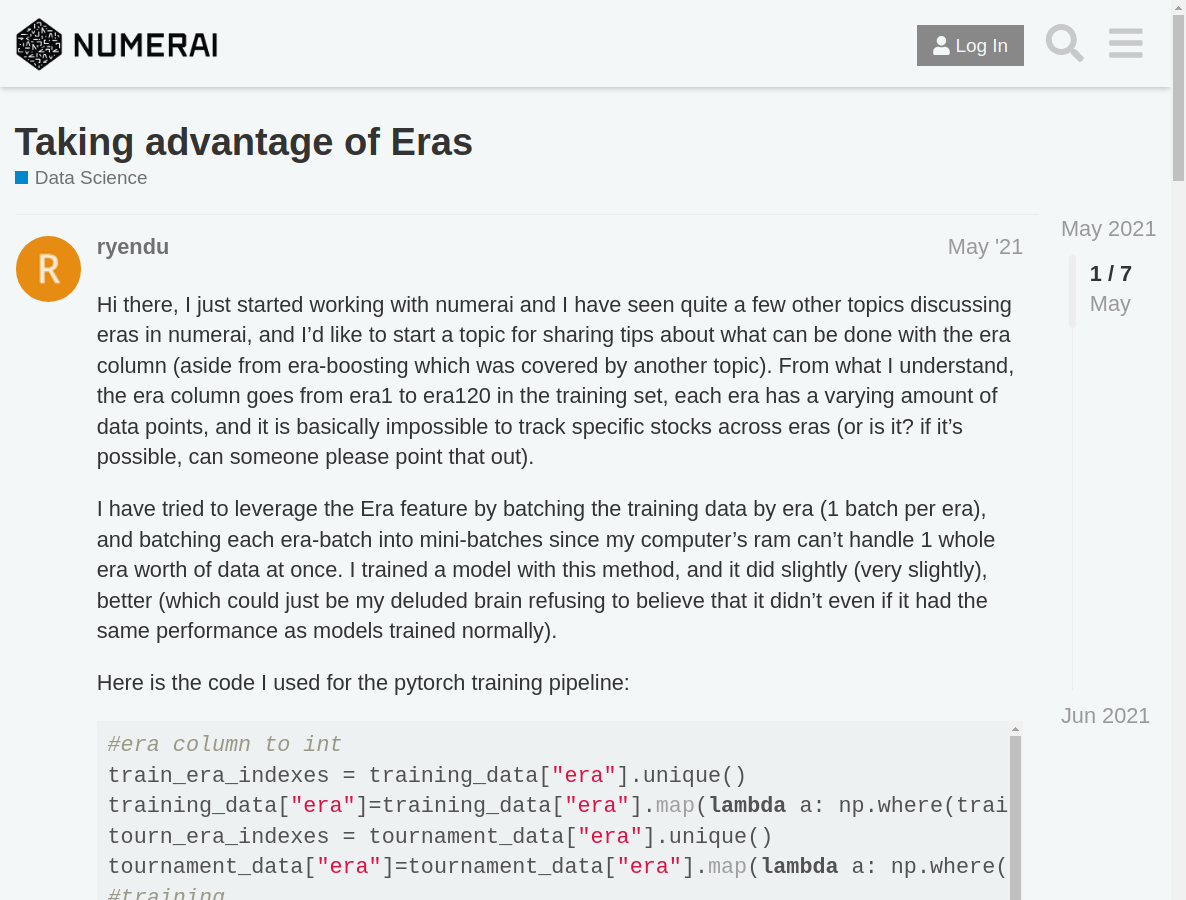 NUMERAI
Log In
Taking advantage of Eras
Data Science
R
ryendu
May '21
May 2021
1 / 7
May
Jun 2021
Hi there, I just started working with numerai and I have seen quite a few other topics discussing
eras in numerai, and I’d like to start a topic for sharing tips about what can be done with the era
column (aside from era-boosting which was covered by another topic). From what I understand,
the era column goes from era1 to era120 in the training set, each era has a varying amount of
data points, and it is basically impossible to track specific stocks across eras (or is it? if it’s
possible, can someone please point that out).
I have tried to leverage the Era feature by batching the training data by era (1 batch per era),
and batching each era-batch into mini-batches since my computer’s ram can’t handle 1 whole
era worth of data at once. I trained a model with this method, and it did slightly (very slightly),
better (which could just be my deluded brain refusing to believe that it didn’t even if it had the
same performance as models trained normally).
Here is the code I used for the pytorch training pipeline:
#era column to int
train_era_indexes = training_data["era"].unique()
training_data["era"]=training_data["era"].map(lambda a: np.where(trai
tourn_era_indexes = tournament_data["era"].unique()
tournament_data["era"]=tournament_data["era"].map(lambda a: np.where(
#training